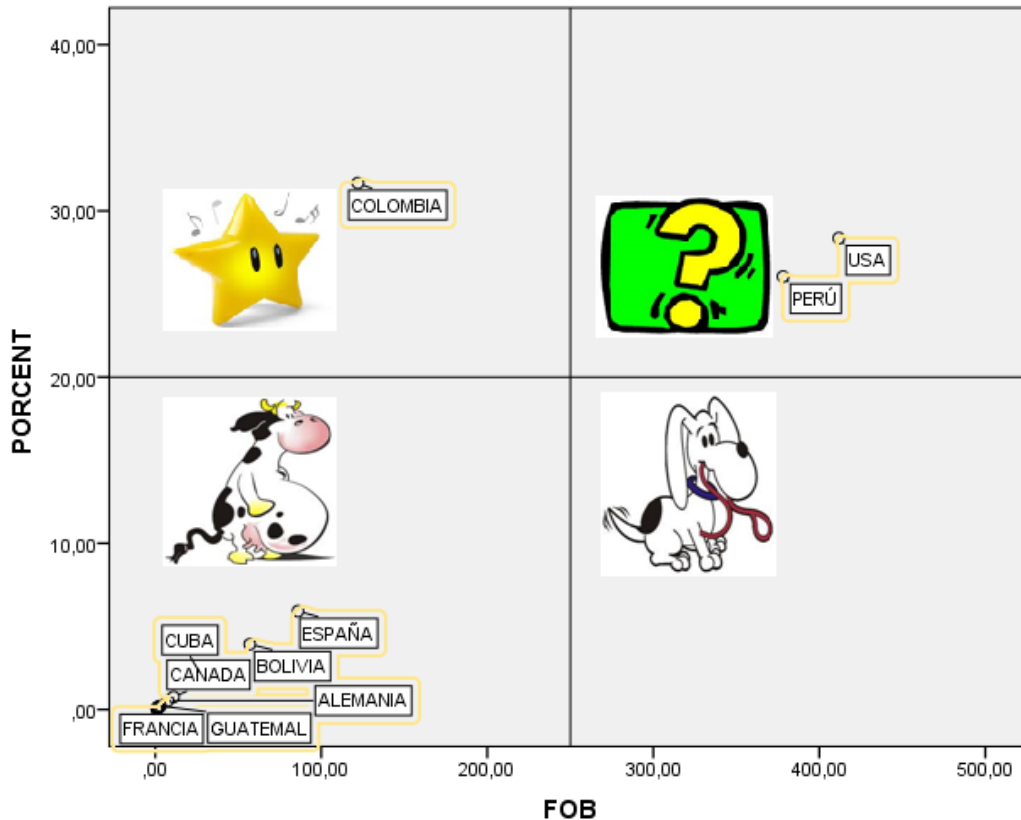 40,00
COLOMBIA
30,00
USA
PERÚ
PORCENT
20,00
10,00
ESPAÑA
CUBA
BOLIVIA
CANADA
ALEMANIA
,00
FRANCIA
GUATEMAL
,00
100,00
200,00
300,00
400,00
500,00
FOB